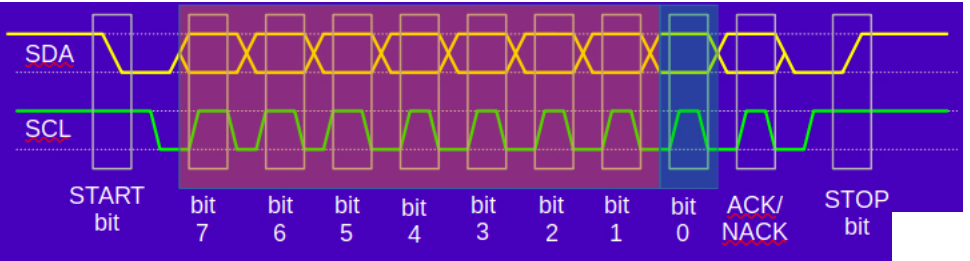 SDA
SCL
START bit
bit 7
bit 6
bit 5
bit 4
bit 3
bit 2
bit 1
bit 0
ACK/ NACK
STOP bit